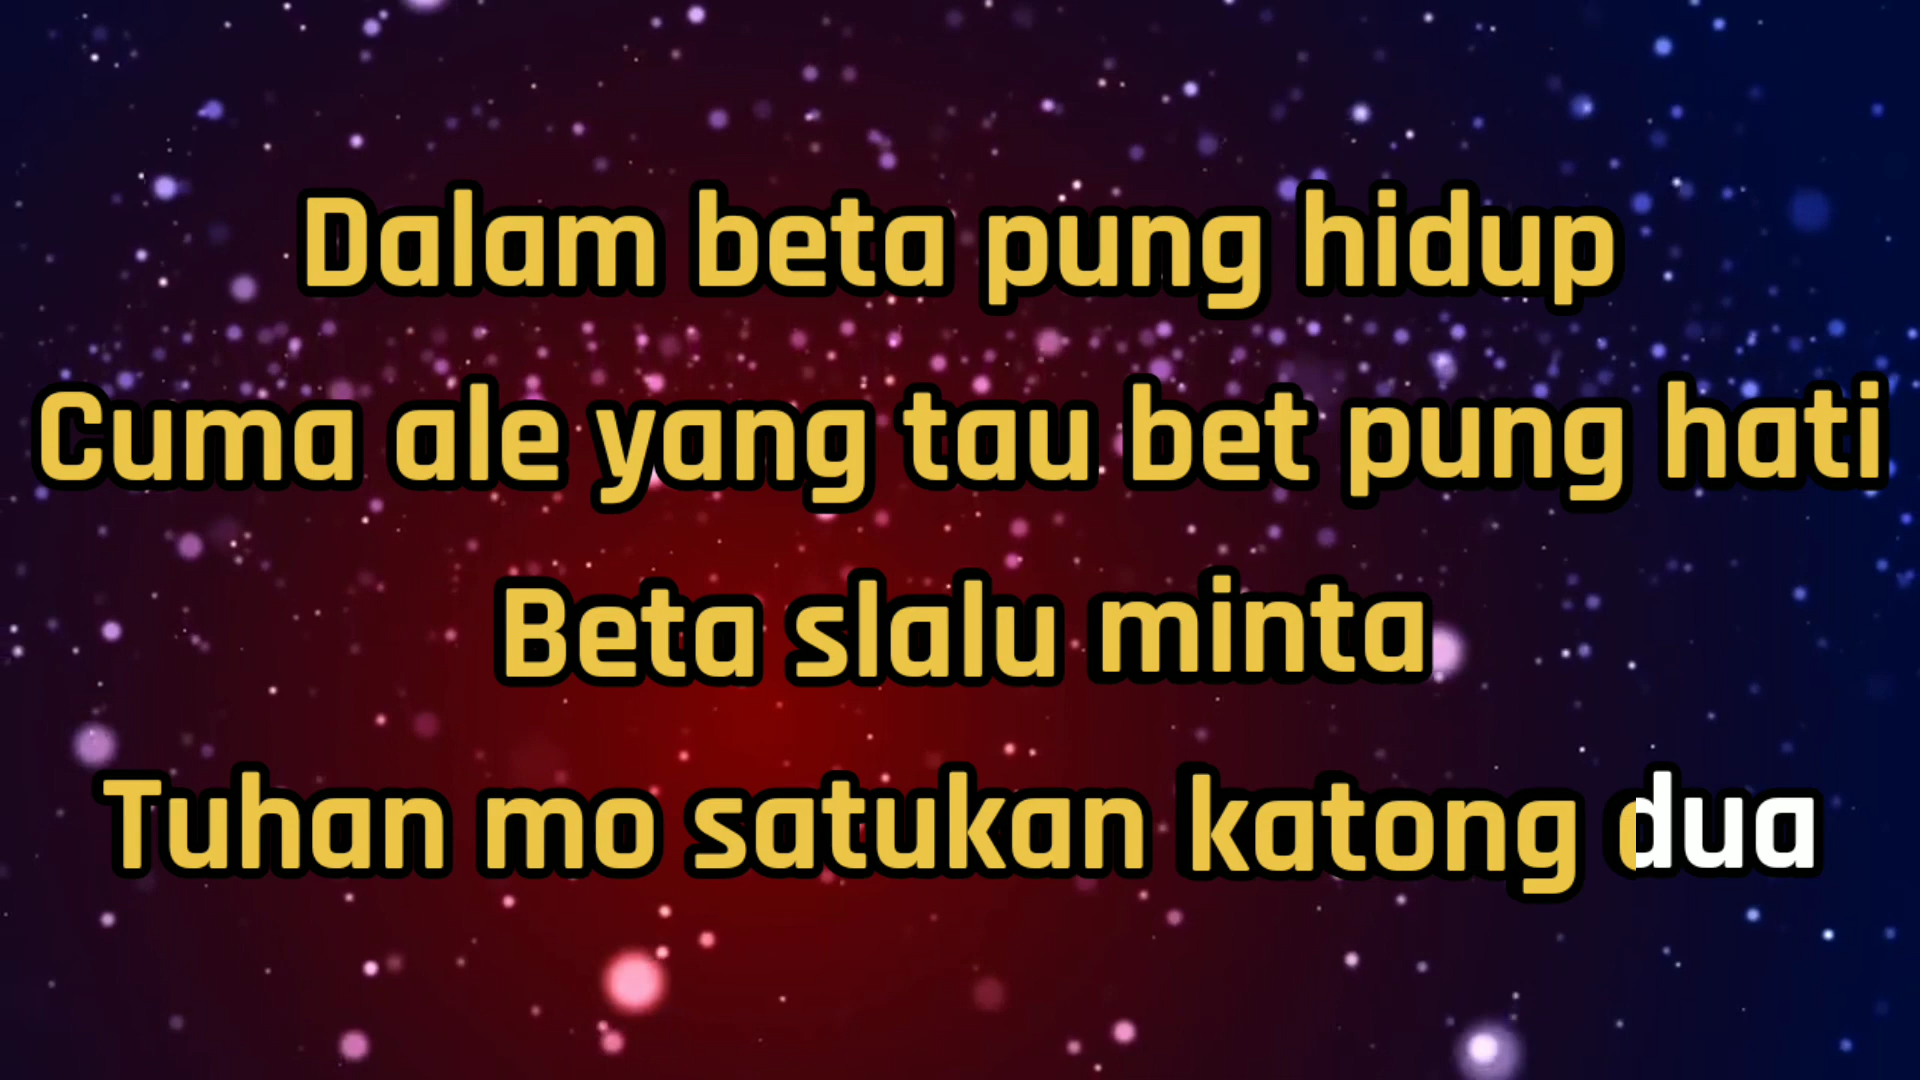 Dalam beta pung hidup
Cuma ale yang tau bet pung hati
Beta slalu minta
Tuhan mo satukan katong dua